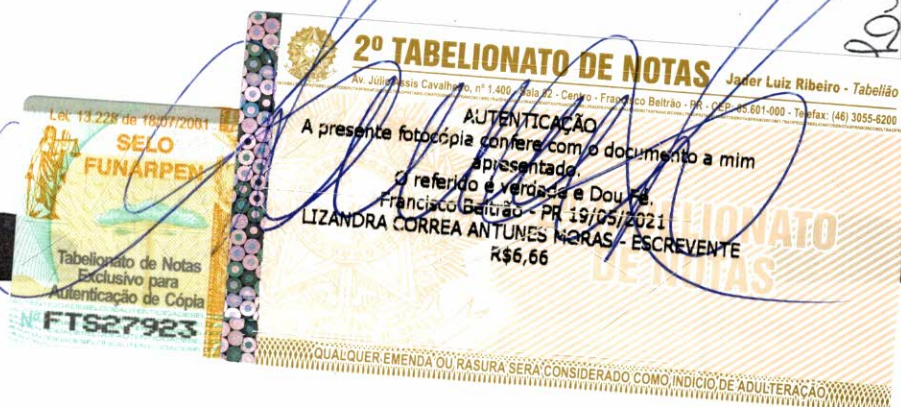 2º TABELIONATO DE NOTAS Jader Luiz Ribeiro - Tabelião
Av. Júlio Assis Cavalheiro, nº 1.400 - Sala 02 - Centro - Francisco Beltrão - PR - CEP: 85.601-000 - Telefax: (46) 3055-6200
AUTENTICAÇÃO
A presente fotocópia confere com o documento a mim
apresentado.
O referido é verdade e Dou Fé.
Francisco Beltrão - PR 19/05/2021
LIZANDRA CORREA ANTUNES MORAS - ESCREVENTE
R$6,66
TABELIONATO
DE NOTAS
QUALQUER EMENDA OU RASURA SERÁ CONSIDERADO COMO INDÍCIO DE ADULTERAÇÃO
Lei: 13.228 de 18/07/2001
SELO
FUNARPEN
Tabelionato de Notas
Exclusivo para
Autenticação de Cópia
Nº FTS27923